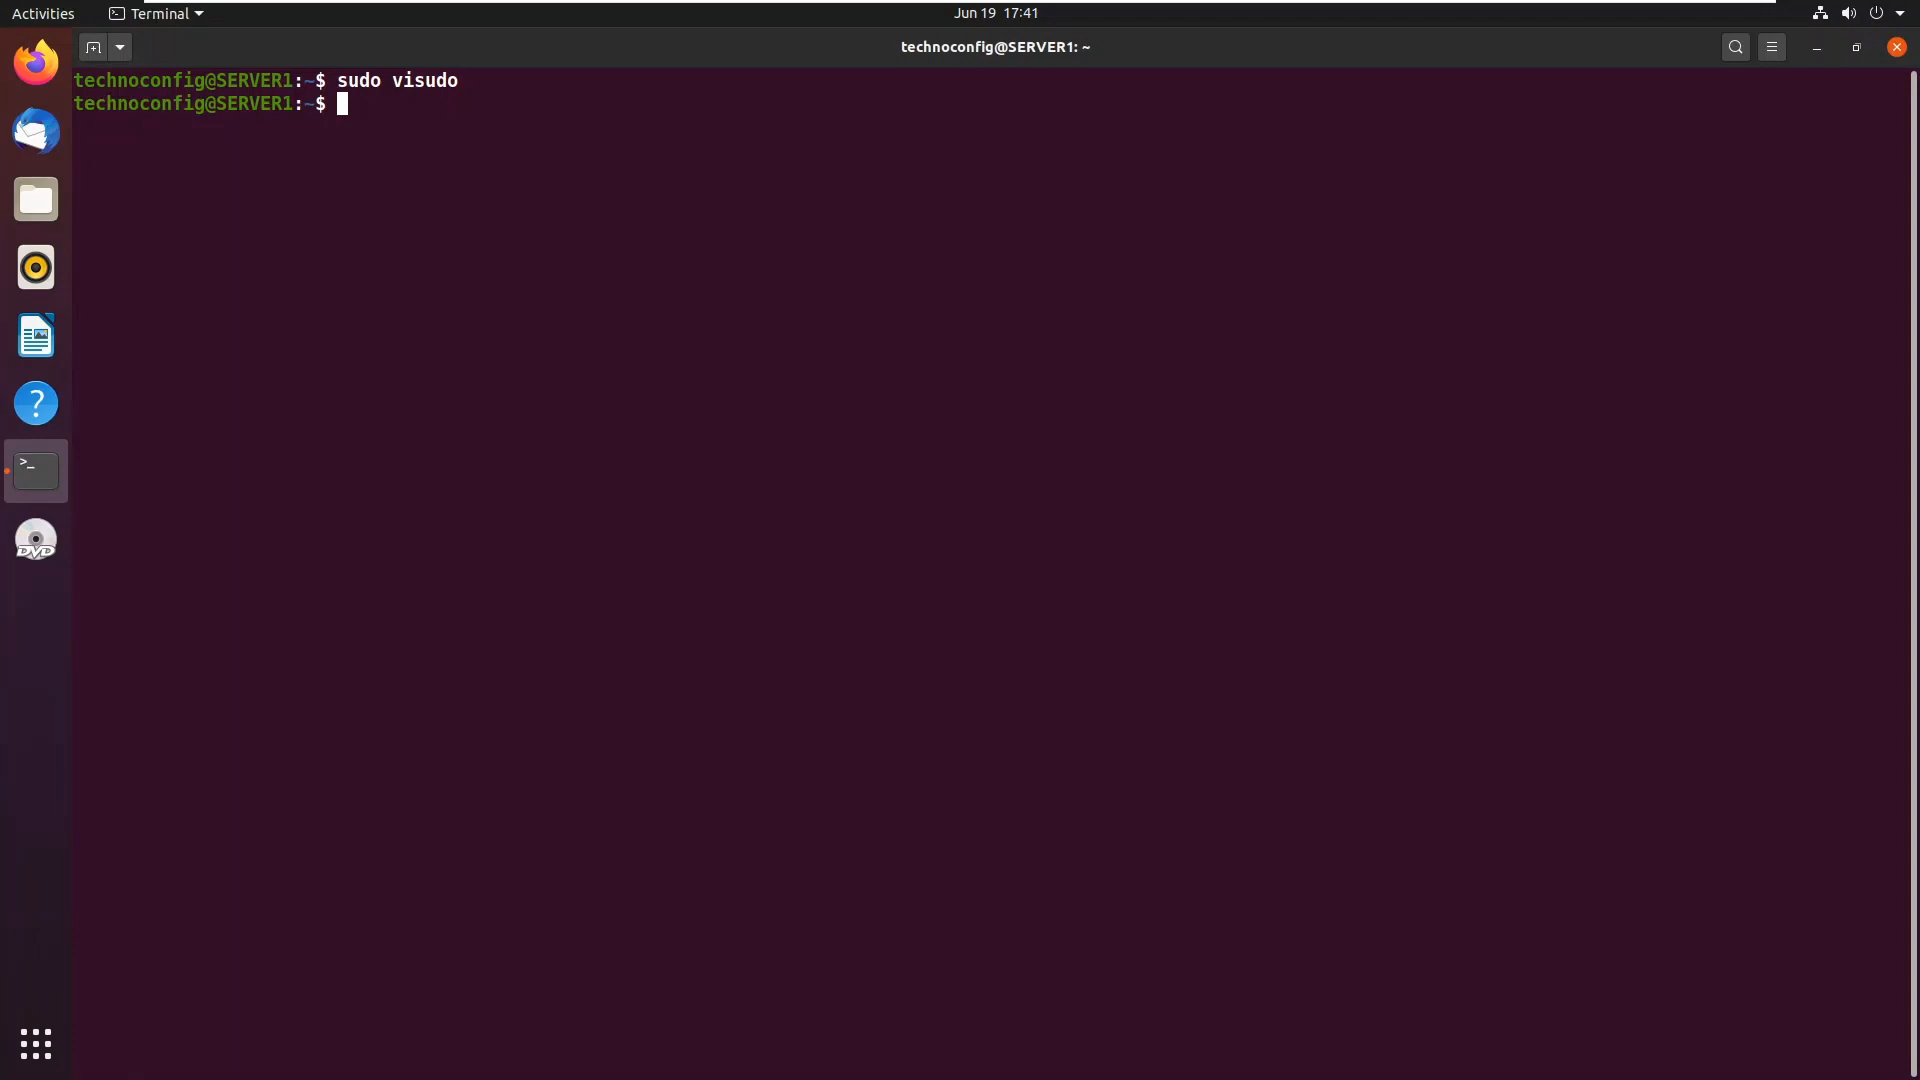 Activities
Terminal
Jun 19 17:41
technoconfig@SERVER1: ~
technoconfig@SERVER1:~$ sudo visudo
technoconfig@SERVER1:~$
>_
?
DVD